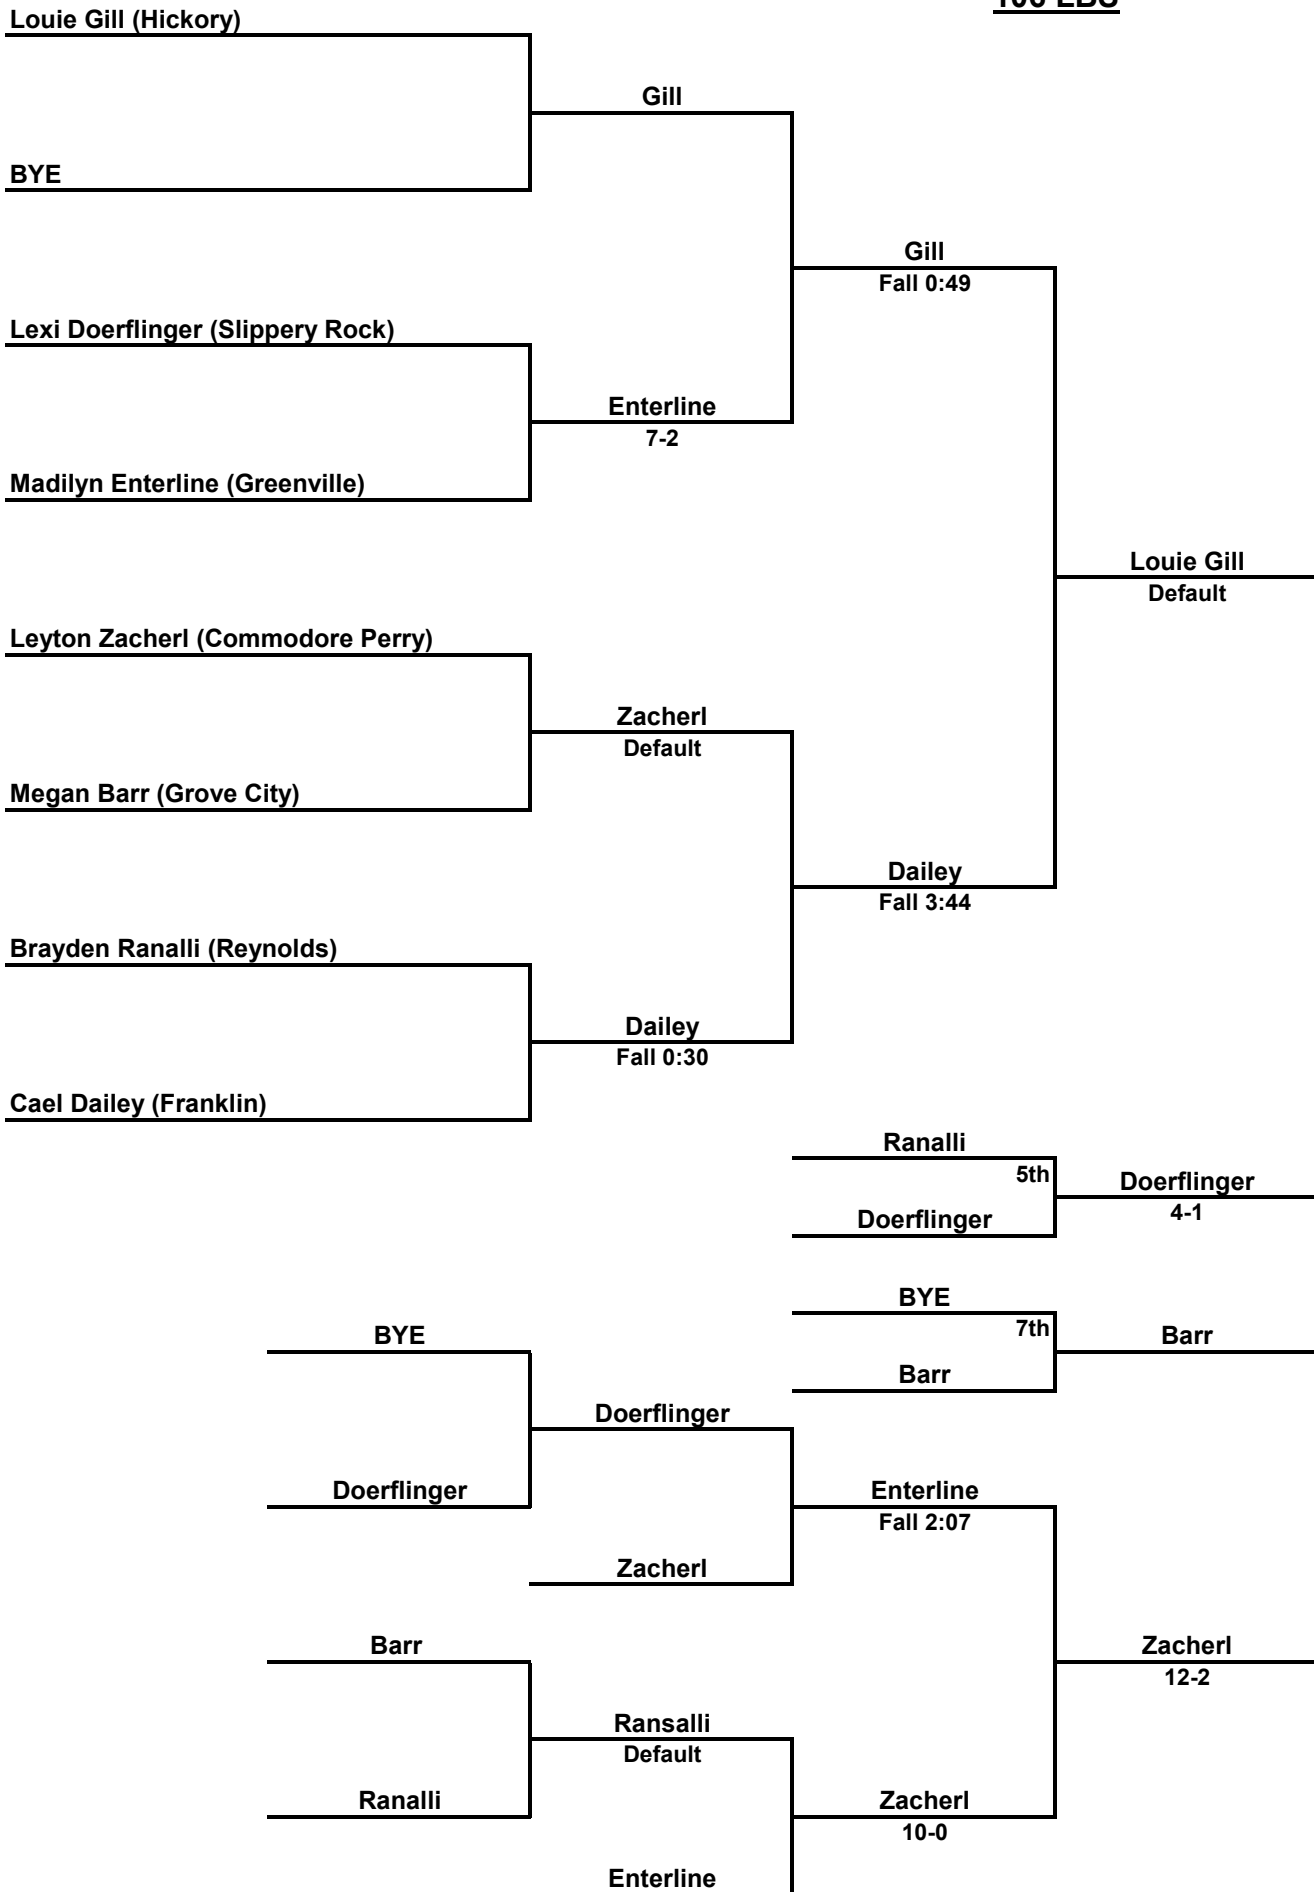 Louie Gill (Hickory)
Gill
BYE
Gill
Fall 0:49
Lexi Doerflinger (Slippery Rock)
Enterline
7-2
Madilyn Enterline (Greenville)
Louie Gill
Default
Leyton Zacherl (Commodore Perry)
Zacherl
Default
Megan Barr (Grove City)
Dailey
Fall 3:44
Brayden Ranalli (Reynolds)
Dailey
Fall 0:30
Cael Dailey (Franklin)
Ranalli
5th
Doerflinger
4-1
Doerflinger
BYE
7th
BYE
Barr
Barr
Doerflinger
Doerflinger
Enterline
Fall 2:07
Zacherl
Barr
Zacherl
12-2
Ransalli
Default
Ranalli
Zacherl
10-0
Enterline